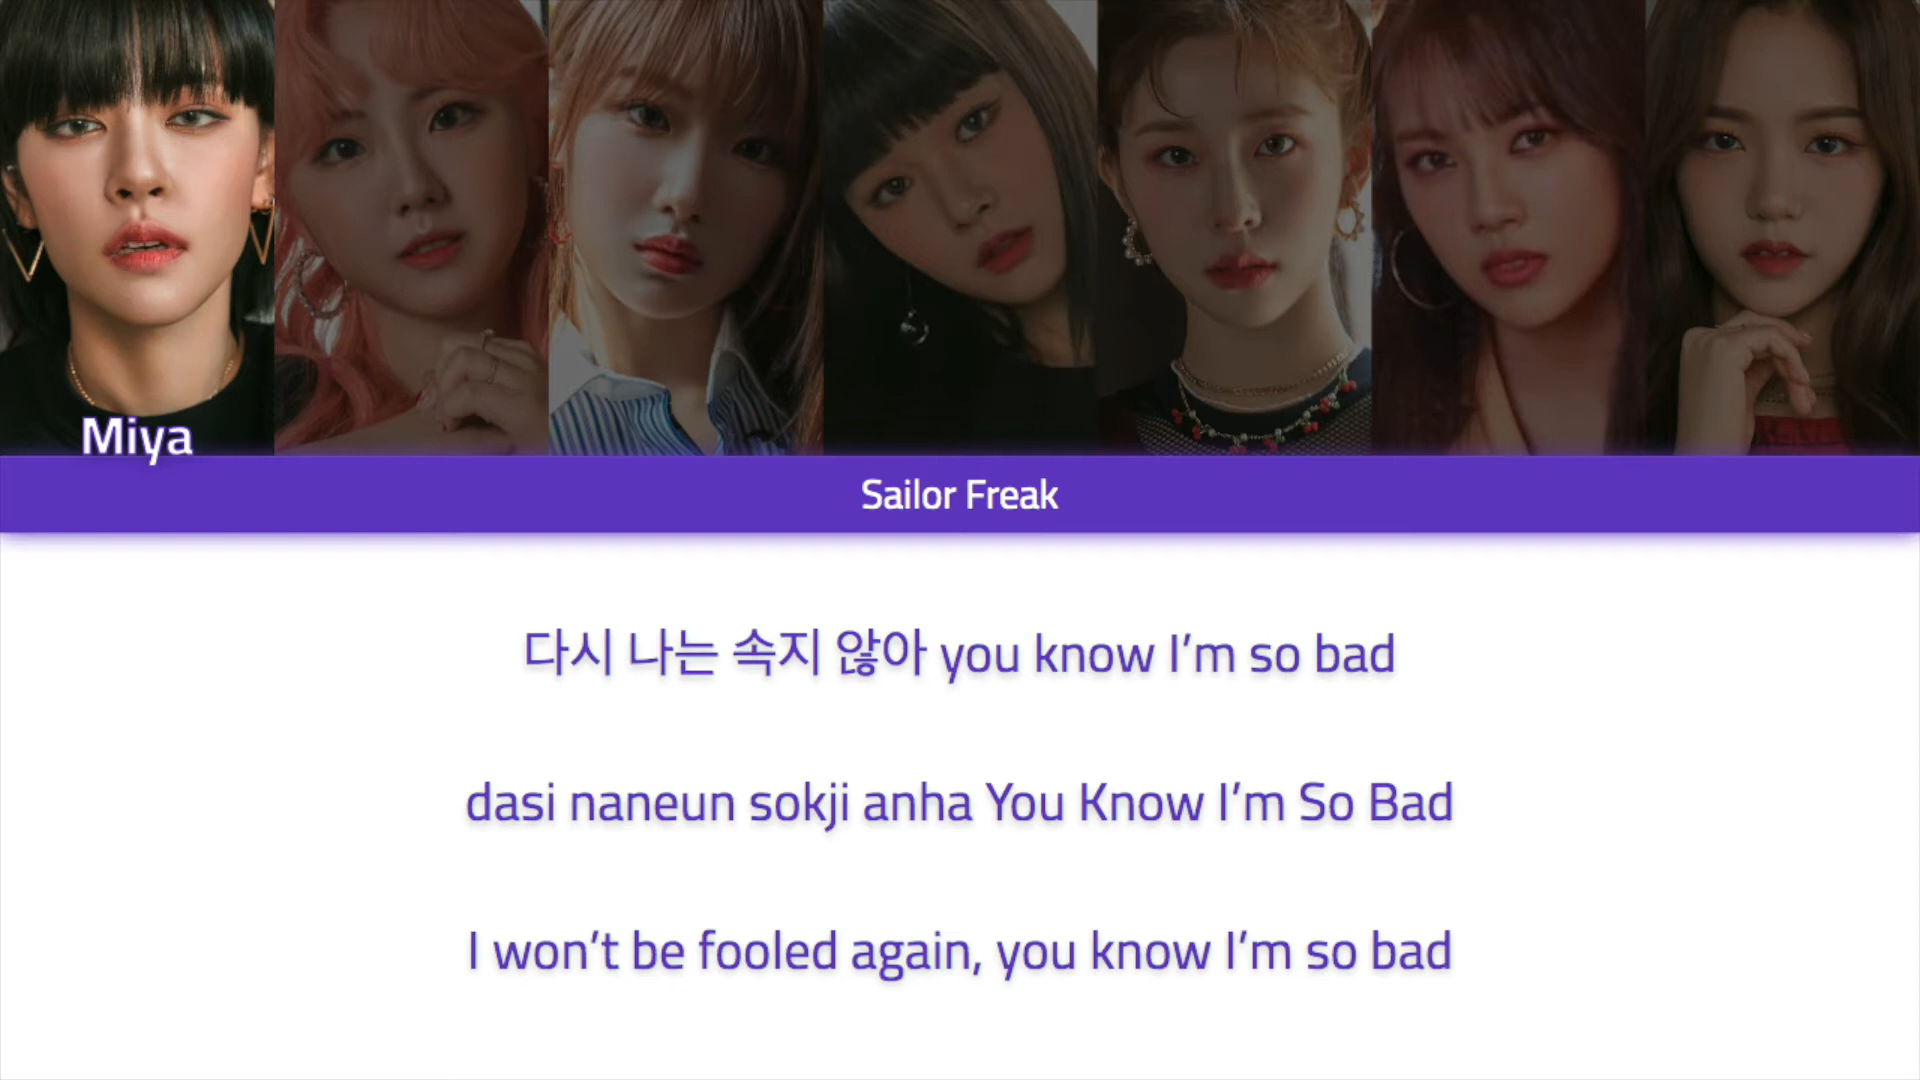 Miya
Sailor Freak
다시 나는 속지 않아 you know I’m so bad
dasi naneun sokji anha You Know I’m So Bad
I won’t be fooled again, you know I’m so bad